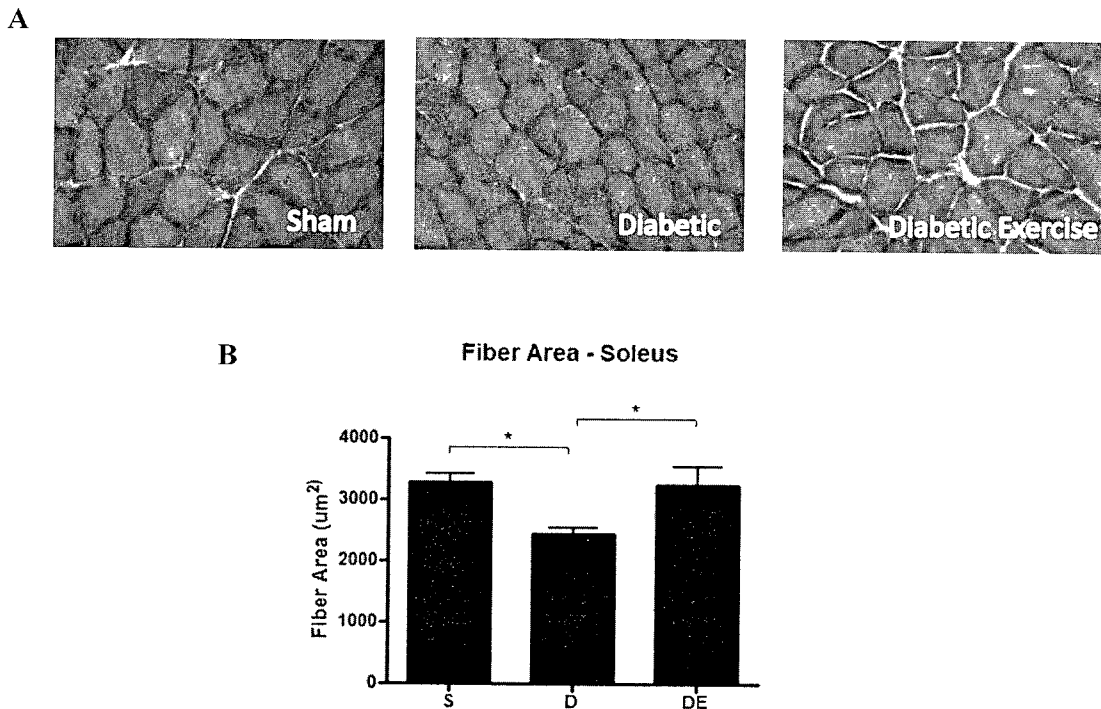 A
Sham
Diabetic
Diabetic Exercise
B
Fiber Area - Soleus
*
*
4000
3000
2000
1000
0
Fiber Area (um²)
S
D
DE